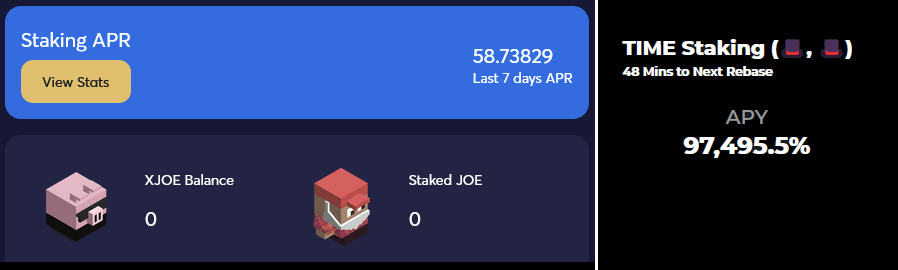 Staking APR
View Stats
58.73829
Last 7 days APR
XJOE Balance
0
Staked JOE
0
TIME Staking (🎩, 🎩)
48 Mins to Next Rebase
APY
97,495.5%